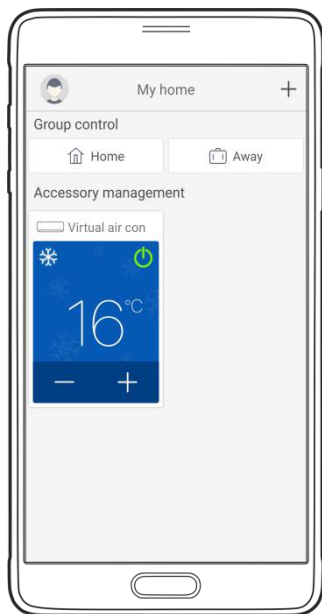 My home +
Group control
Home Away
Accessory management
Virtual air con
16°C
− +